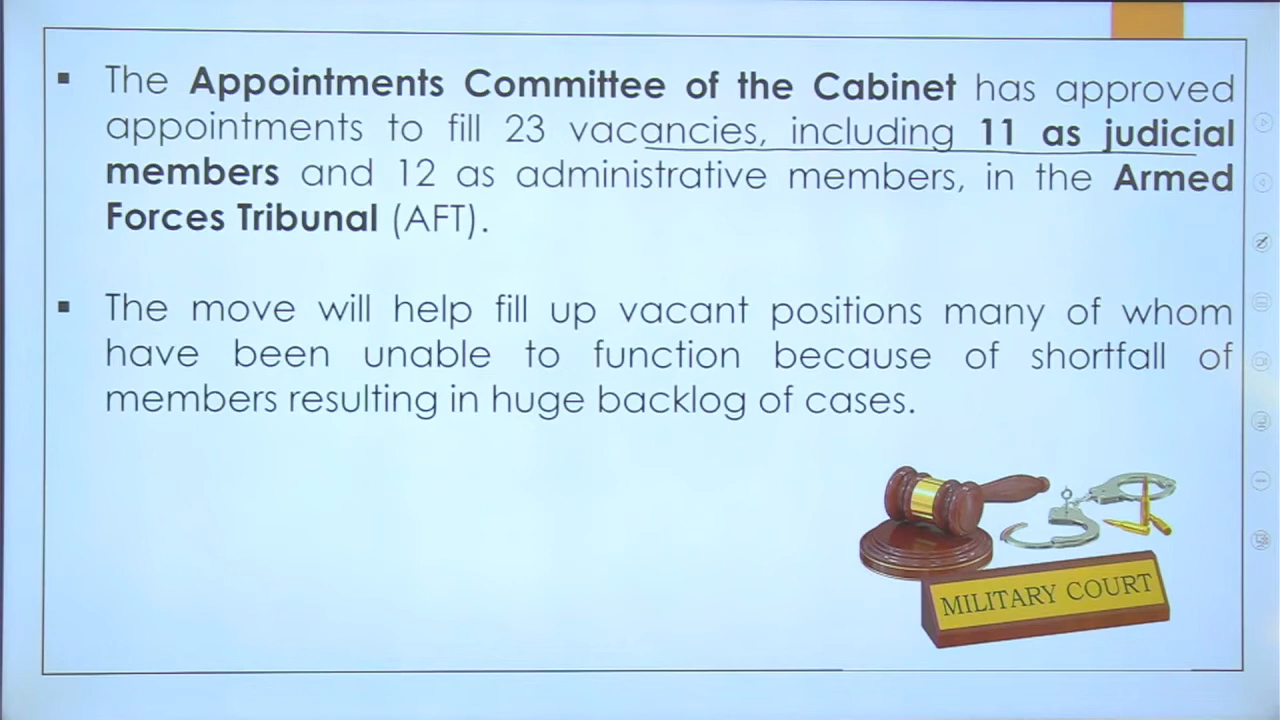 ▪ The Appointments Committee of the Cabinet has approved
appointments to fill 23 vacancies, including 11 as judicial
members and 12 as administrative members, in the Armed
Forces Tribunal (AFT).
▪ The move will help fill up vacant positions many of whom
have been unable to function because of shortfall of
members resulting in huge backlog of cases.
MILITARY COURT